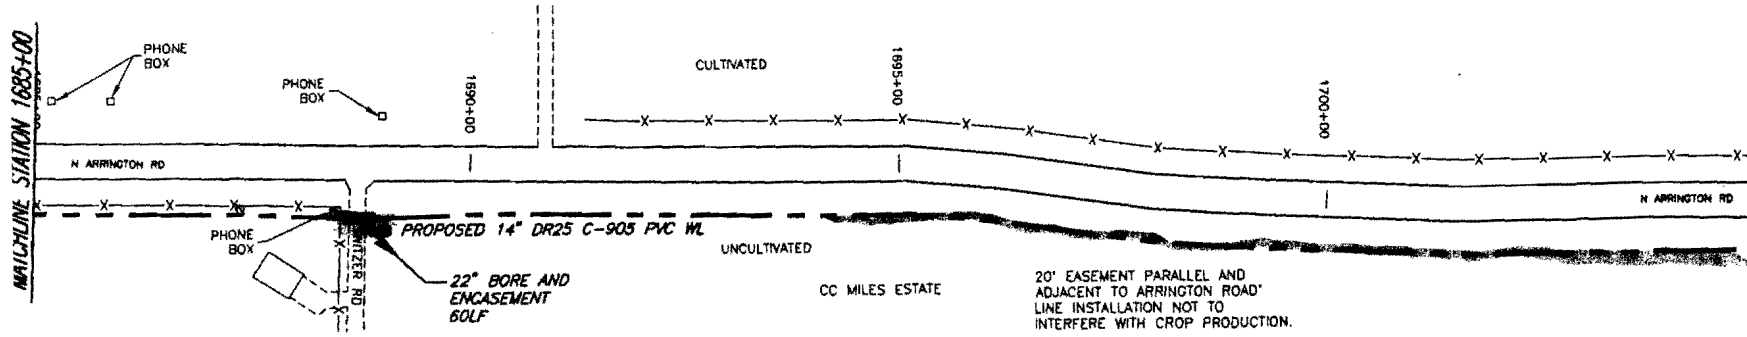 MATCHLINE STATION 1685+00
PHONE
BOX
PHONE
BOX
1690+00
CULTIVATED
1695+00
1700+00
N ARRINGTON RD
N ARRINGTON RD
PHONE
BOX
PROPOSED 14" DR25 C-905 PVC WL
UNCULTIVATED
22" BORE AND
ENCASEMENT
60LF
CC MILES ESTATE
20' EASEMENT PARALLEL AND
ADJACENT TO ARRINGTON ROAD'
LINE INSTALLATION NOT TO
INTERFERE WITH CROP PRODUCTION.
RD